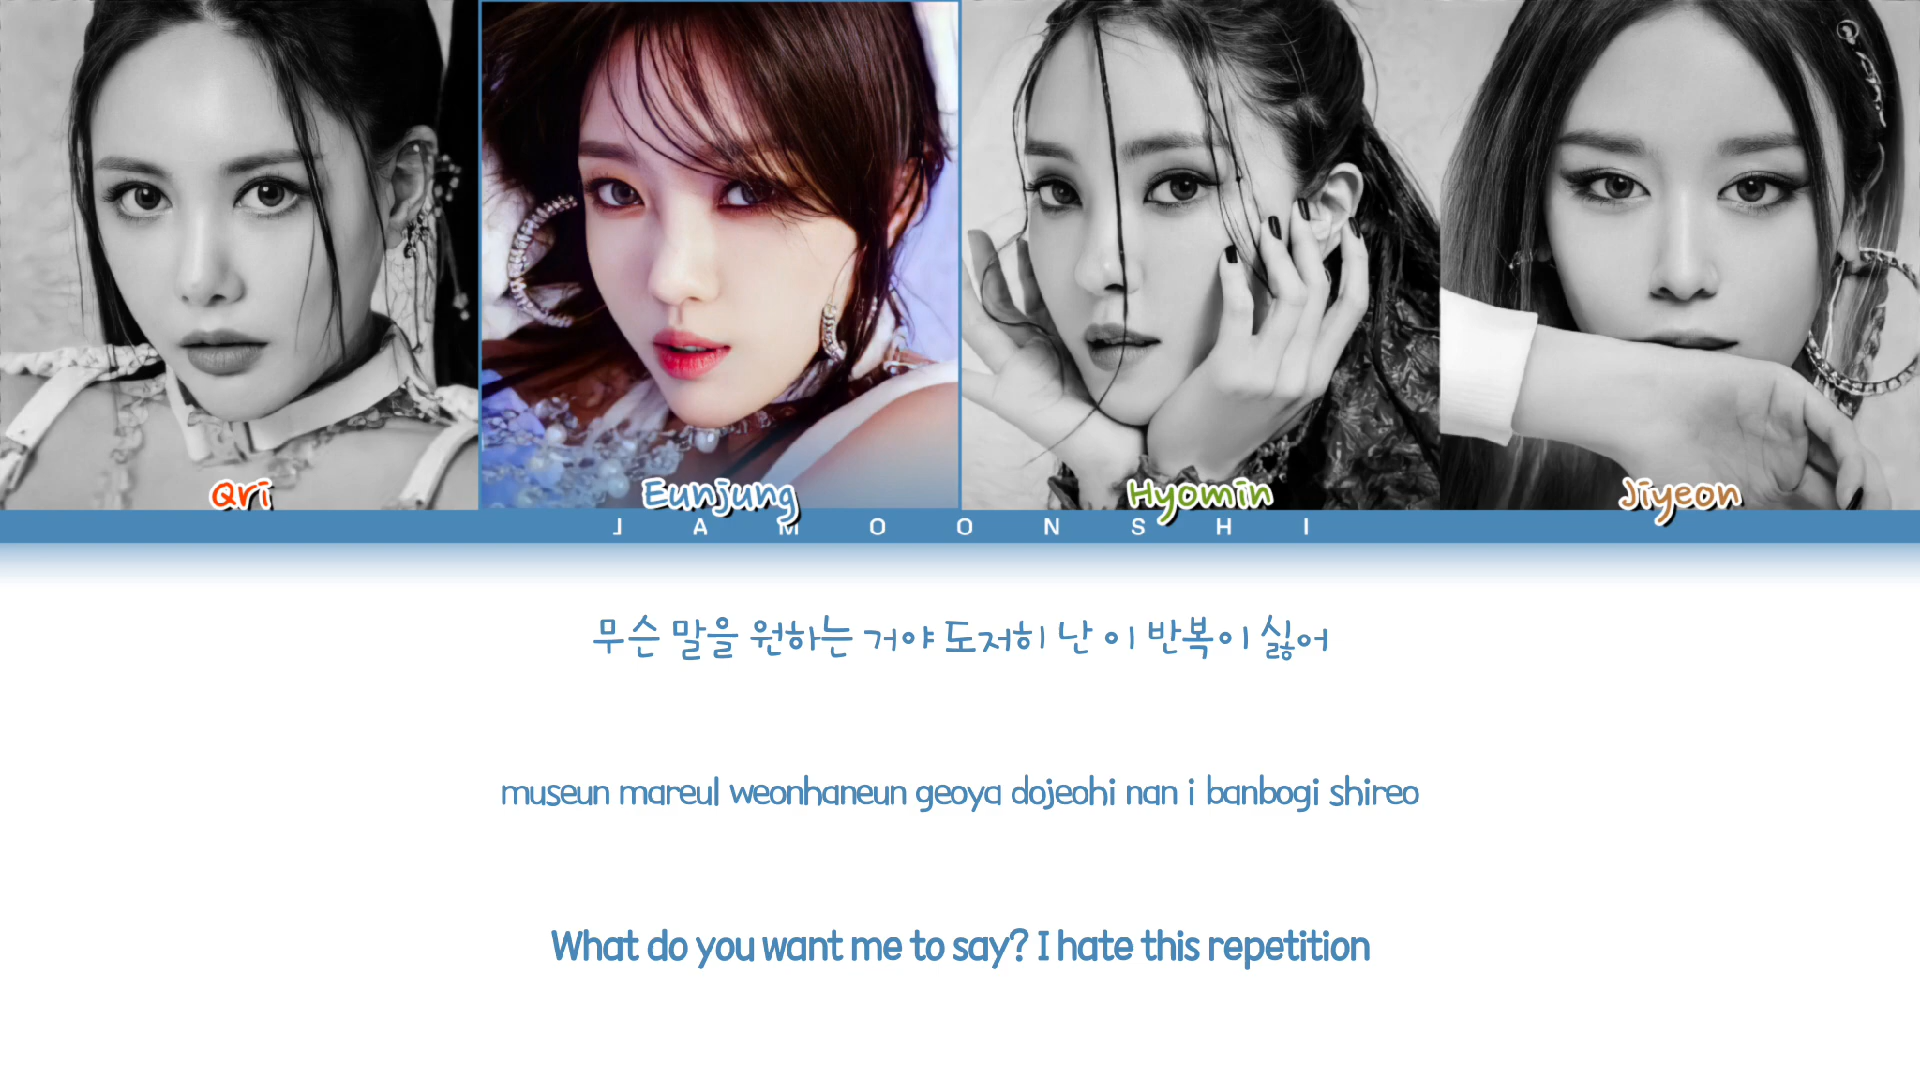 Qri Eunjung Hyomin Jiyeon
JAMOONSHI
무슨 말을 원하는 거야 도저히 난 이 반복이 싫어
museun mareul weonhaneun geoya dojeohi nan i banbogi shireo
What do you want me to say? I hate this repetition